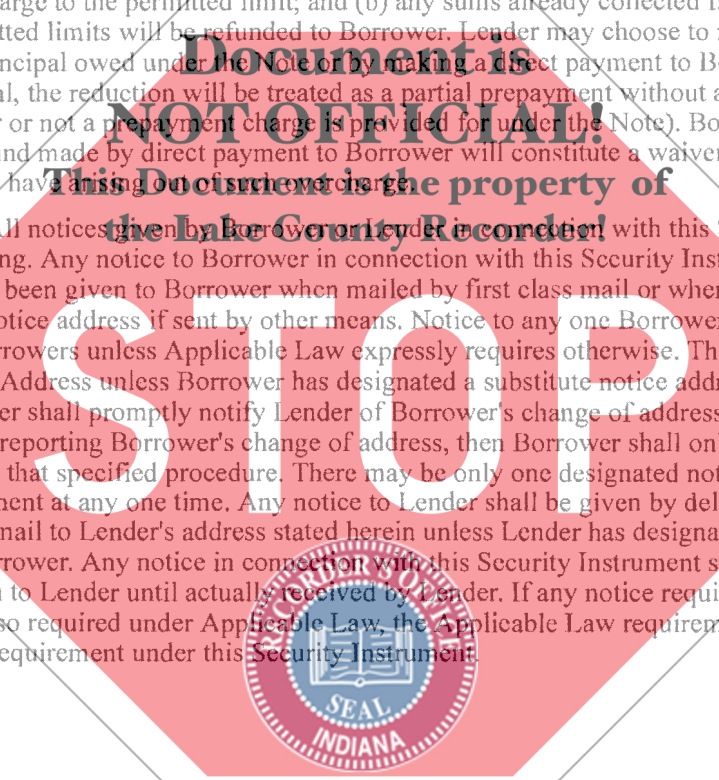 arge to the permitted limit; and (b) any sums already collected
tted limits will be refunded to Borrower. Lender may choose to
ncipal owed under the Note or by making a direct payment to B
Document is
al, the reduction will be treated as a partial prepayment without a
r or not a prepayment charge is provided for under the Note). Bo
NOT OFFICIAL!
und made by direct payment to Borrower will constitute a waiver
have arising out of such overcharge.
This Document is the property of
the Lake County Recorder!
All notices given by Borrower or Lender in connection with this
ng. Any notice to Borrower in connection with this Security Inst
been given to Borrower when mailed by first class mail or when
otice address if sent by other means. Notice to any one Borrower
rrowers unless Applicable Law expressly requires otherwise. Th
Address unless Borrower has designated a substitute notice addr
er shall promptly notify Lender of Borrower's change of address
reporting Borrower's change of address, then Borrower shall on
STOP
that specified procedure. There may be only one designated not
ment at any one time. Any notice to Lender shall be given by del
mail to Lender's address stated herein unless Lender has designa
rrower. Any notice in connection with this Security Instrument s
n to Lender until actually received by Lender. If any notice requi
so required under Applicable Law, the Applicable Law requirem
equirement under this Security Instrument.
RECORDER'S OFFICE
SEAL
INDIANA